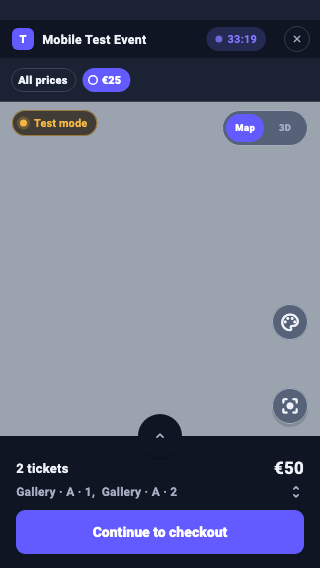 T Mobile Test Event 33:19
All prices €25
Test mode Map 3D
2 tickets €50
Gallery · A · 1, Gallery · A · 2
Continue to checkout